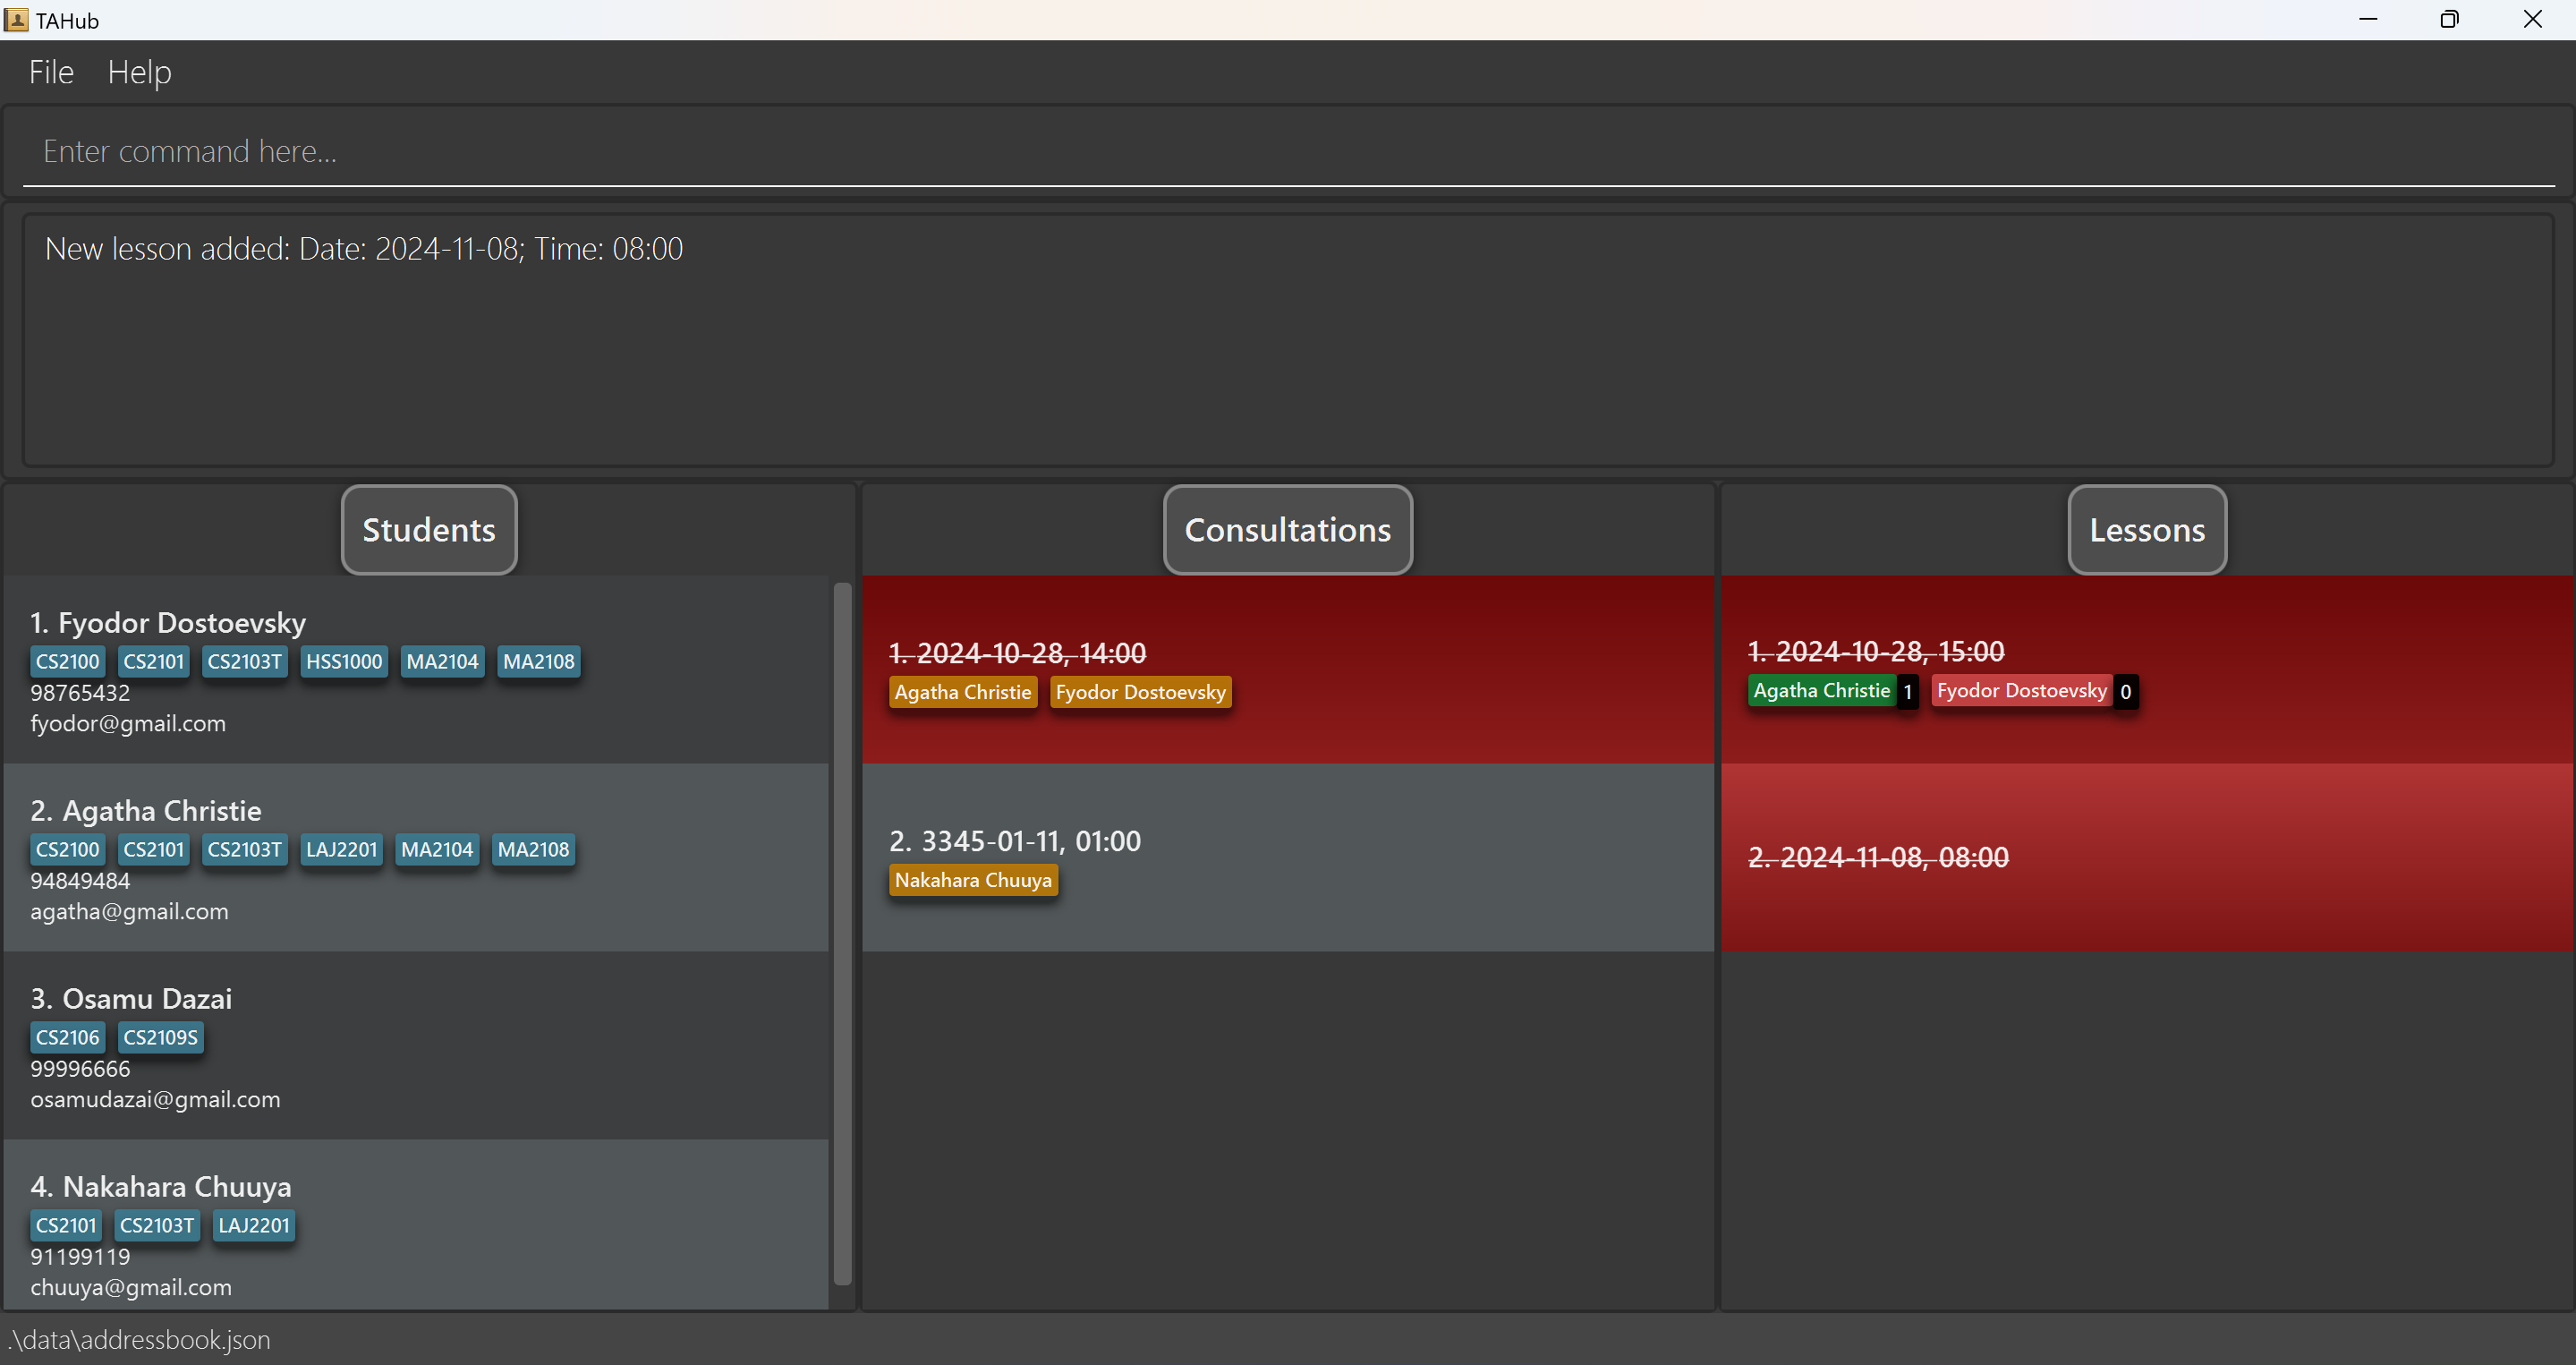 TAHub
File Help
Enter command here...
New lesson added: Date: 2024-11-08; Time: 08:00
Students
1. Fyodor Dostoevsky
CS2100 CS2101 CS2103T HSS1000 MA2104 MA2108
98765432
fyodor@gmail.com
2. Agatha Christie
CS2100 CS2101 CS2103T LAJ2201 MA2104 MA2108
94849484
agatha@gmail.com
3. Osamu Dazai
CS2106 CS2109S
99996666
osamudazai@gmail.com
4. Nakahara Chuuya
CS2101 CS2103T LAJ2201
91199119
chuuya@gmail.com
Consultations
1. 2024-10-28, 14:00
Agatha Christie Fyodor Dostoevsky
2. 3345-01-11, 01:00
Nakahara Chuuya
Lessons
1. 2024-10-28, 15:00
Agatha Christie 1 Fyodor Dostoevsky 0
2. 2024-11-08, 08:00
.\data\addressbook.json